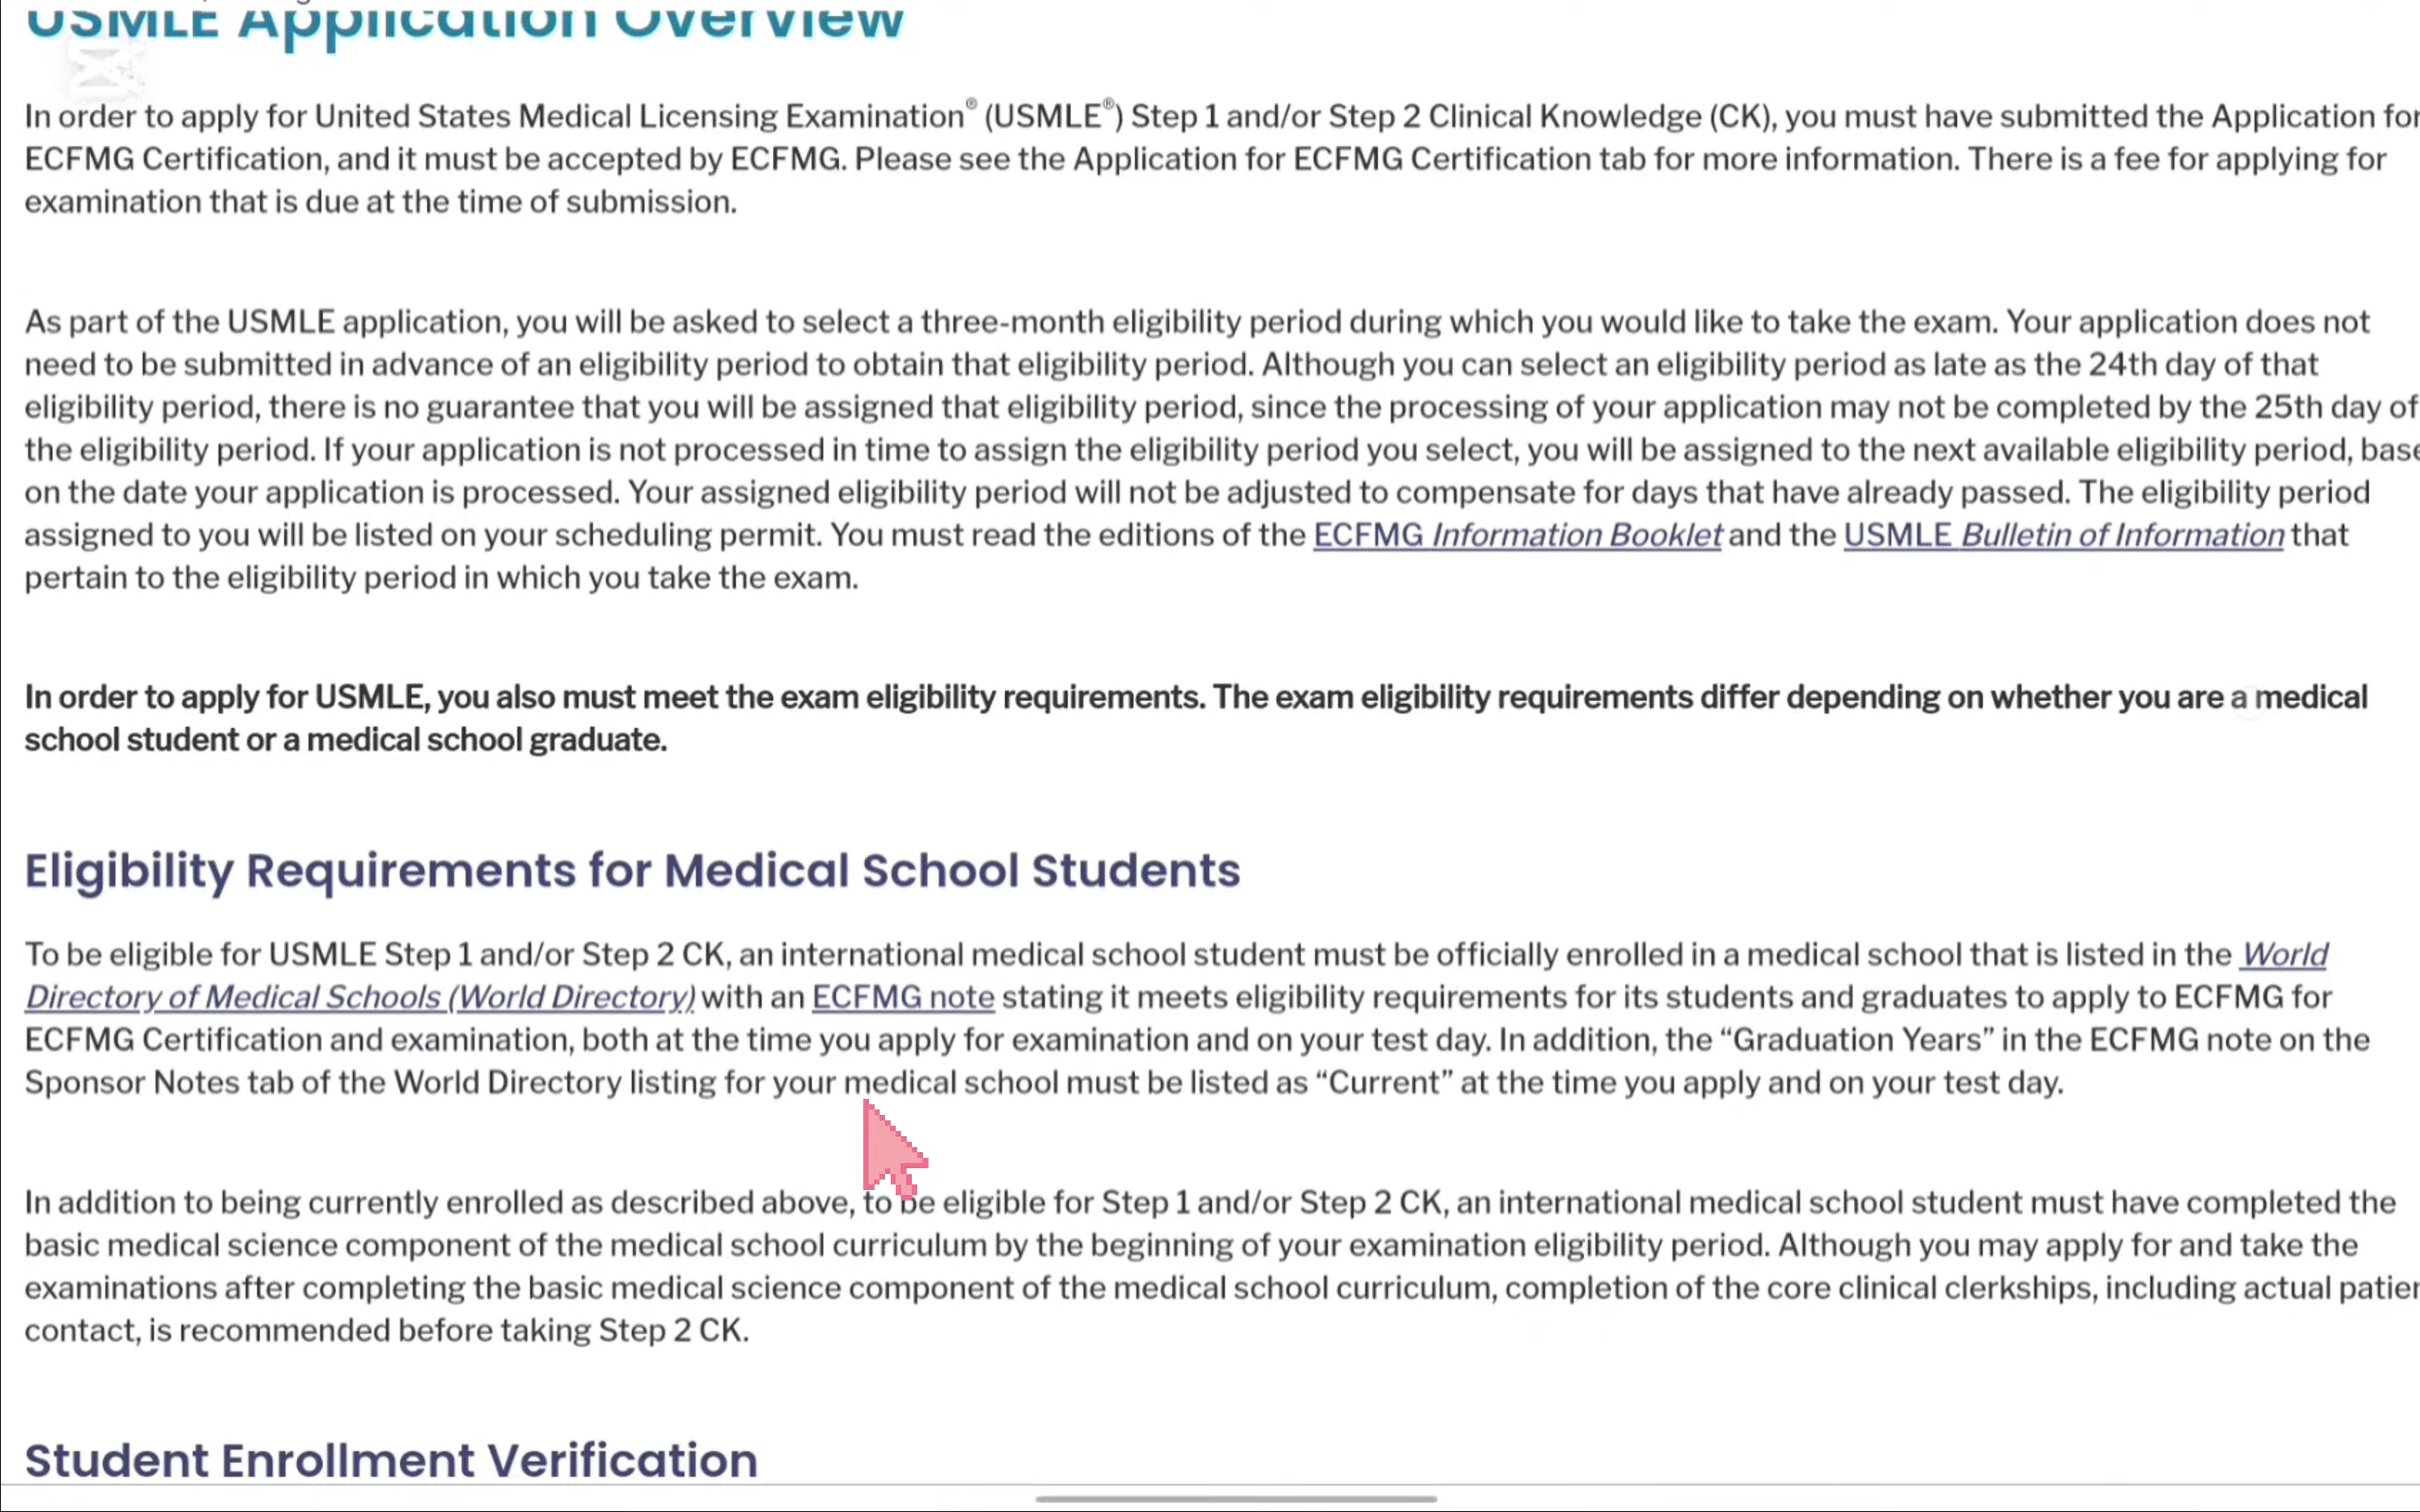 USMLE Application Overview
In order to apply for United States Medical Licensing Examination® (USMLE®) Step 1 and/or Step 2 Clinical Knowledge (CK), you must have submitted the Application for
ECFMG Certification, and it must be accepted by ECFMG. Please see the Application for ECFMG Certification tab for more information. There is a fee for applying for
examination that is due at the time of submission.
As part of the USMLE application, you will be asked to select a three-month eligibility period during which you would like to take the exam. Your application does not
need to be submitted in advance of an eligibility period to obtain that eligibility period. Although you can select an eligibility period as late as the 24th day of that
eligibility period, there is no guarantee that you will be assigned that eligibility period, since the processing of your application may not be completed by the 25th day of
the eligibility period. If your application is not processed in time to assign the eligibility period you select, you will be assigned to the next available eligibility period, base
on the date your application is processed. Your assigned eligibility period will not be adjusted to compensate for days that have already passed. The eligibility period
assigned to you will be listed on your scheduling permit. You must read the editions of the ECFMG Information Booklet and the USMLE Bulletin of Information that
pertain to the eligibility period in which you take the exam.
In order to apply for USMLE, you also must meet the exam eligibility requirements. The exam eligibility requirements differ depending on whether you are a medical
school student or a medical school graduate.
Eligibility Requirements for Medical School Students
To be eligible for USMLE Step 1 and/or Step 2 CK, an international medical school student must be officially enrolled in a medical school that is listed in the World
Directory of Medical Schools (World Directory) with an ECFMG note stating it meets eligibility requirements for its students and graduates to apply to ECFMG for
ECFMG Certification and examination, both at the time you apply for examination and on your test day. In addition, the “Graduation Years” in the ECFMG note on the
Sponsor Notes tab of the World Directory listing for your medical school must be listed as “Current” at the time you apply and on your test day.
In addition to being currently enrolled as described above, to be eligible for Step 1 and/or Step 2 CK, an international medical school student must have completed the
basic medical science component of the medical school curriculum by the beginning of your examination eligibility period. Although you may apply for and take the
examinations after completing the basic medical science component of the medical school curriculum, completion of the core clinical clerkships, including actual patien
contact, is recommended before taking Step 2 CK.
Student Enrollment Verification